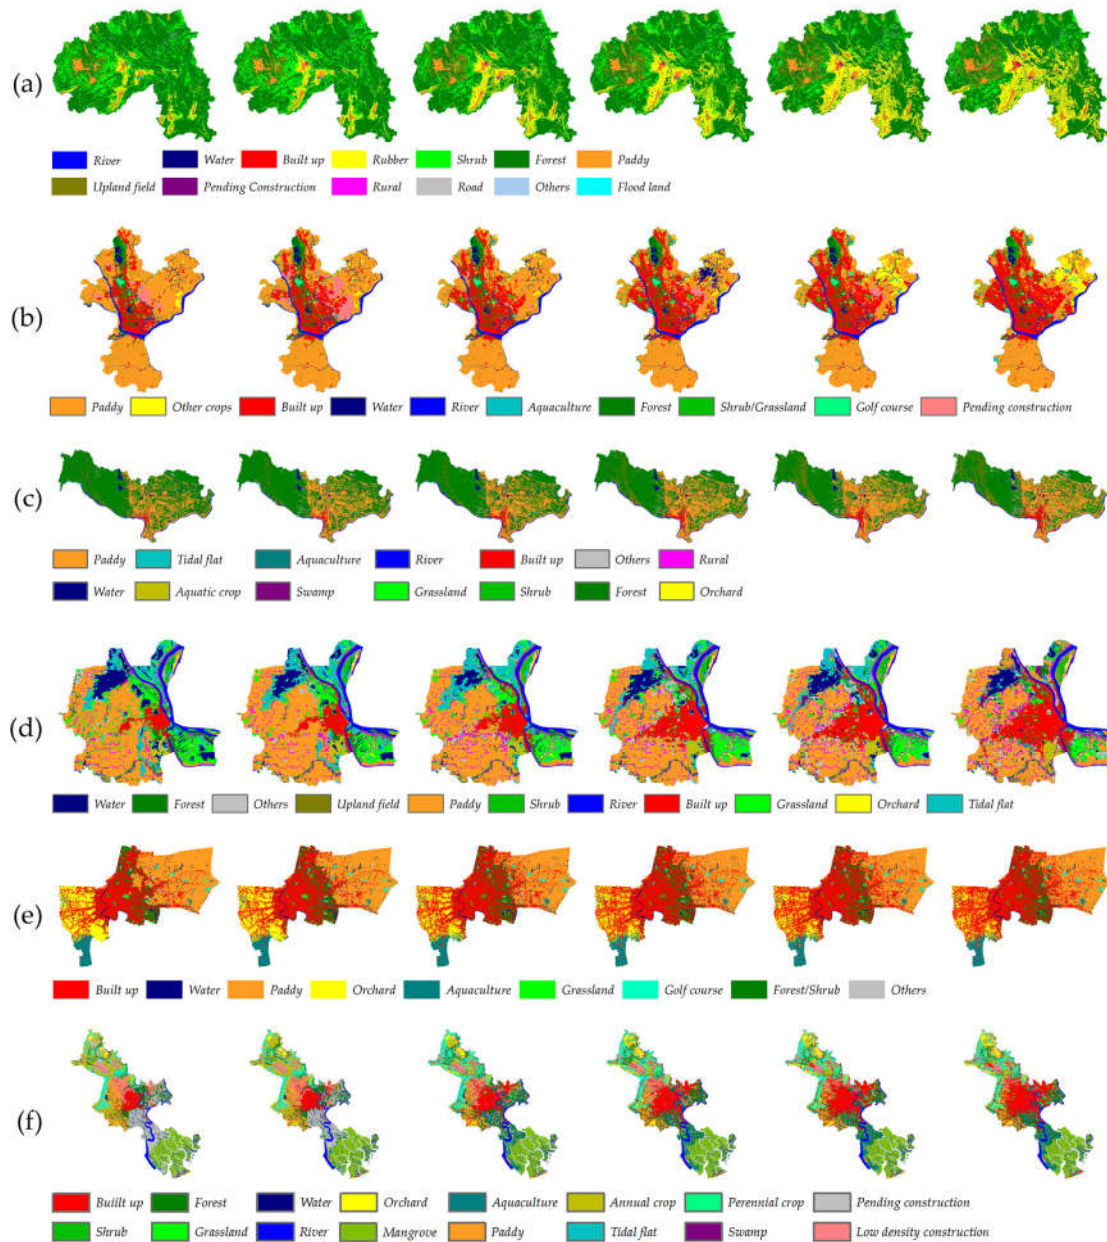 (a)
River Water Built up Rubber Shrub Forest Paddy
Upland field Pending Construction Rural Road Others Flood land
(b)
Paddy Other crops Built up Water River Aquaculture Forest Shrub/Grassland Golf course Pending construction
(c)
Paddy Tidal flat Aquaculture River Built up Others Rural
Water Aquatic crop Swamp Grassland Shrub Forest Orchard
(d)
Water Forest Others Upland field Paddy Shrub River Built up Grassland Orchard Tidal flat
(e)
Built up Water Paddy Orchard Aquaculture Grassland Golf course Forest/Shrub Others
(f)
Buiilt up Forest Water Orchard Aquaculture Annual crop Perennial crop Pending construction
Shrub Grassland River Mangrove Paddy Tidal flat Swamp Low density construction